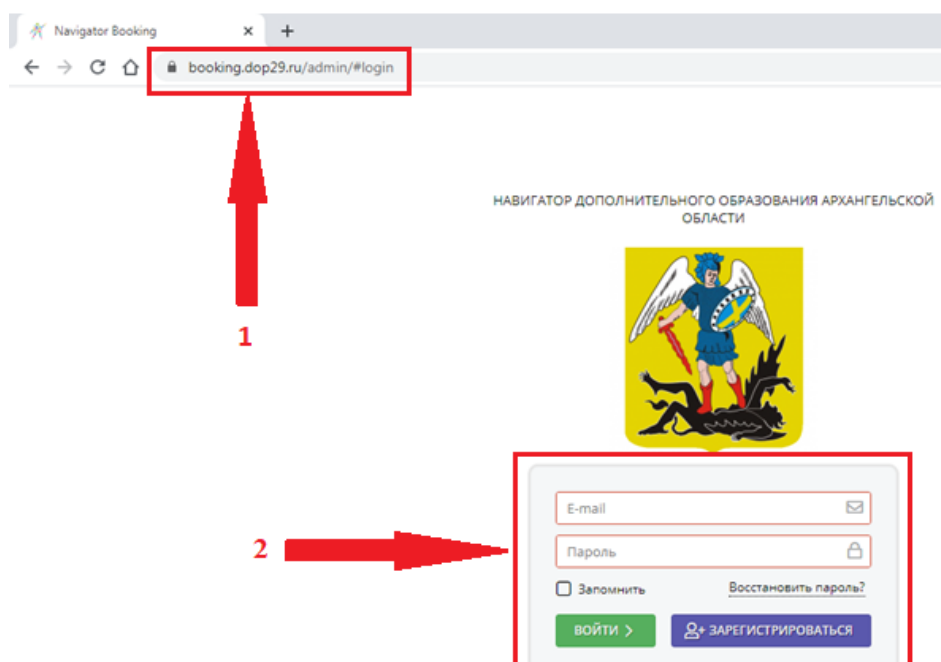 Navigator Booking
booking.dop29.ru/admin/#login
1
НАВИГАТОР ДОПОЛНИТЕЛЬНОГО ОБРАЗОВАНИЯ АРХАНГЕЛЬСКОЙ
ОБЛАСТИ
2
E-mail
Пароль
Запомнить Восстановить пароль?
ВОЙТИ ЗАРЕГИСТРИРОВАТЬСЯ